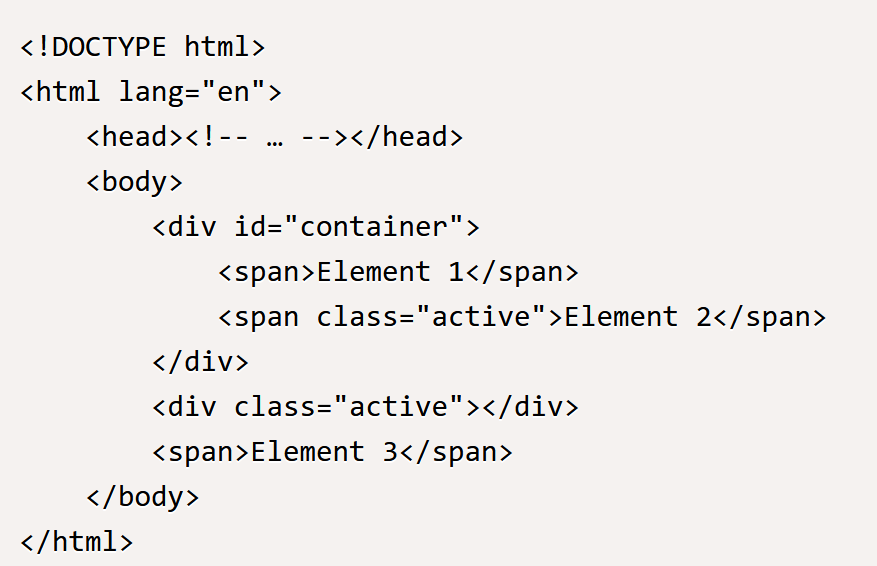 <!DOCTYPE html>
<html lang="en">
    <head><!-- … --></head>
    <body>
        <div id="container">
            <span>Element 1</span>
            <span class="active">Element 2</span>
        </div>
        <div class="active"></div>
        <span>Element 3</span>
    </body>
</html>